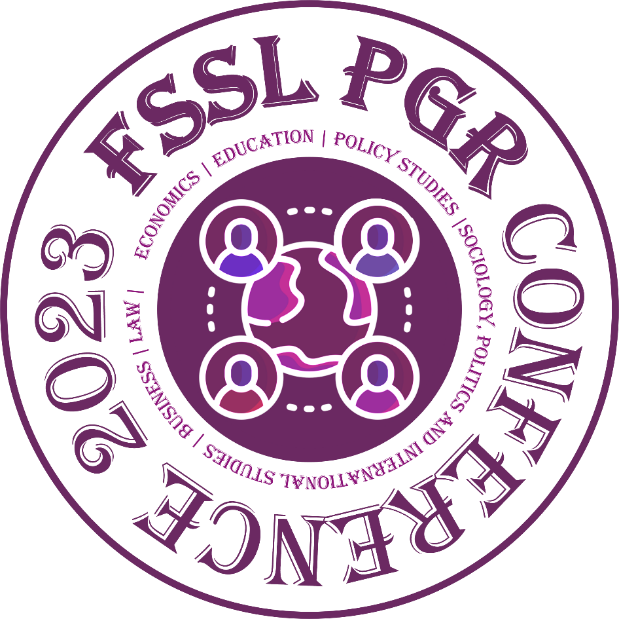 FSSL PGR CONFERENCE 2023
ECONOMICS | EDUCATION | POLICY STUDIES | SOCIOLOGY, POLITICS AND INTERNATIONAL STUDIES | BUSINESS | LAW |